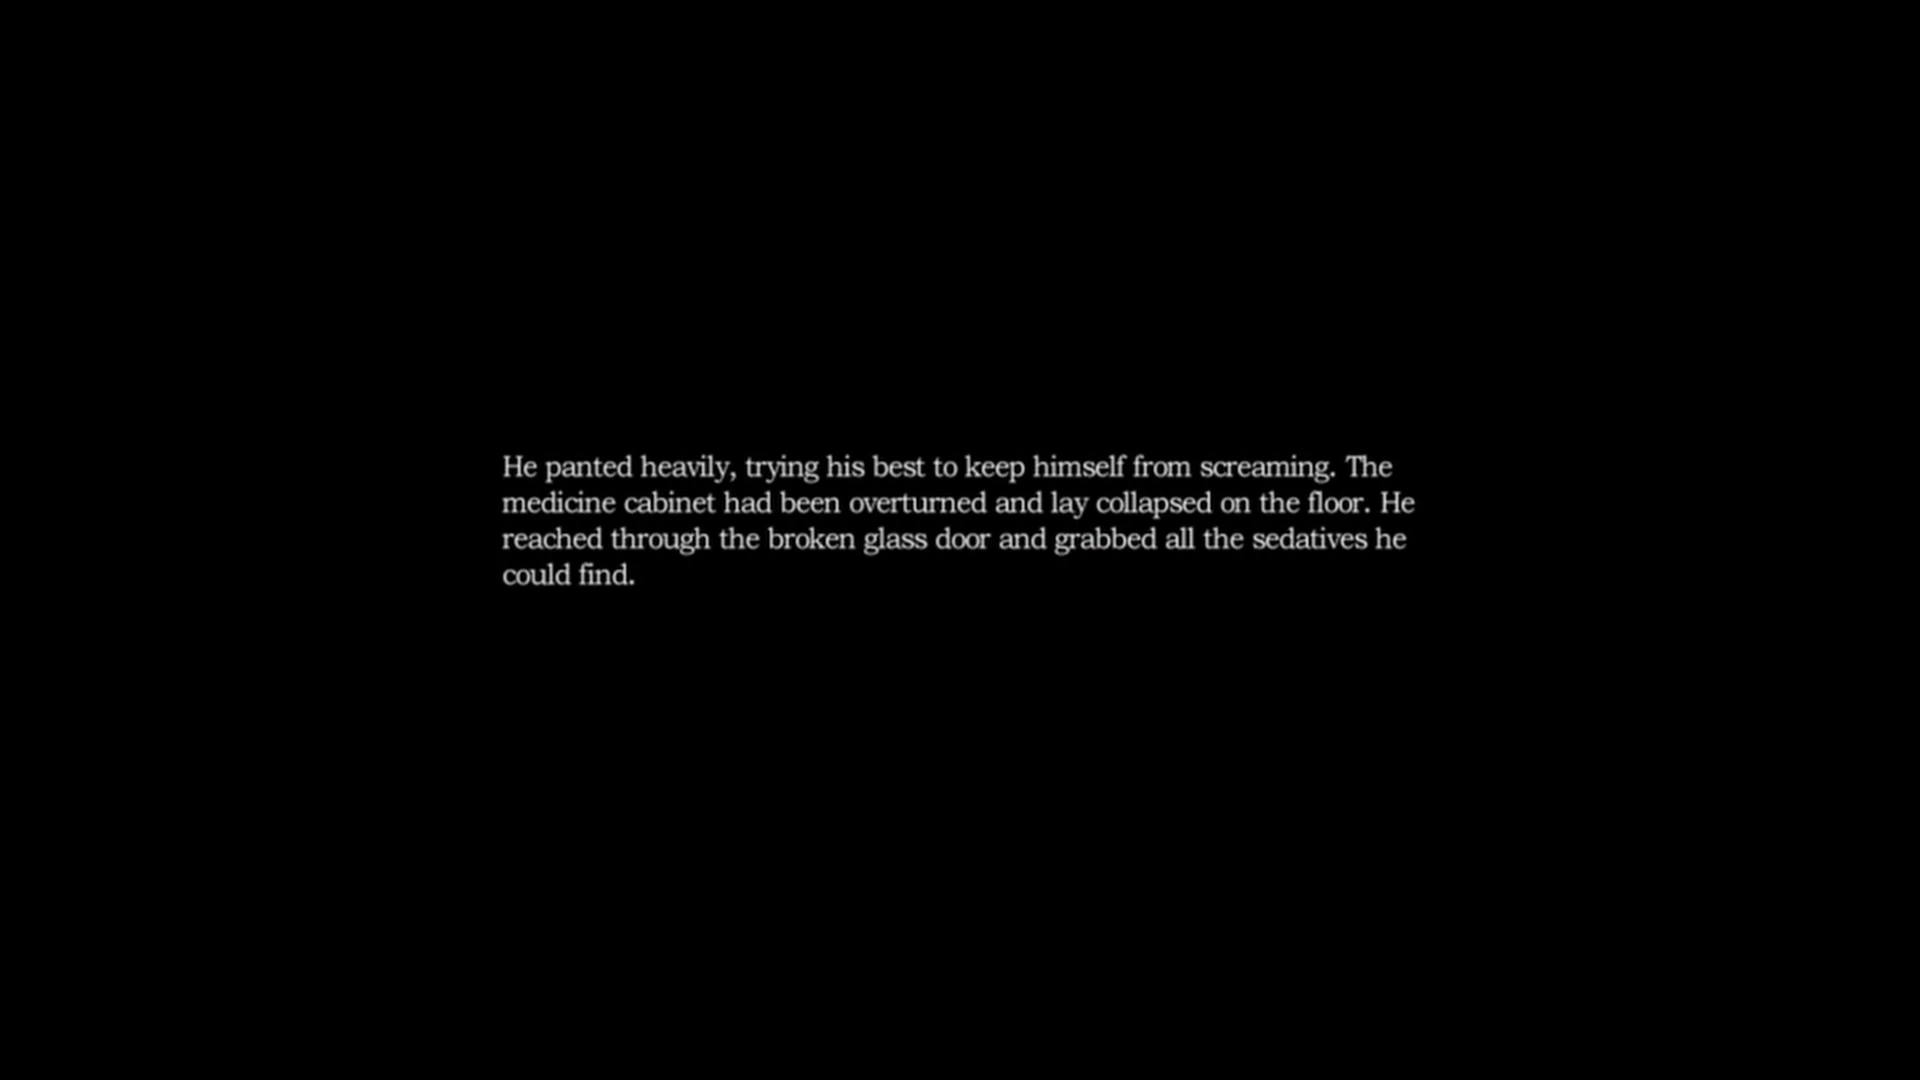 He panted heavily, trying his best to keep himself from screaming. The
medicine cabinet had been overturned and lay collapsed on the floor. He
reached through the broken glass door and grabbed all the sedatives he
could find.